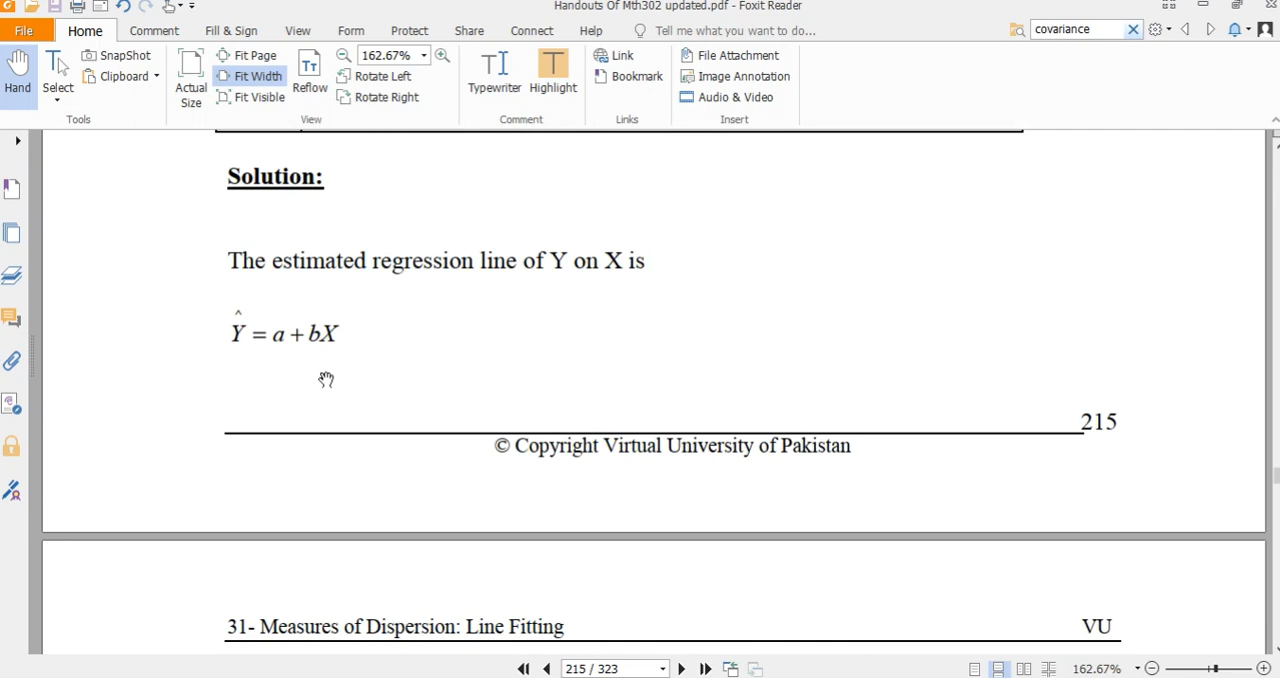 Handouts Of Mth302 updated.pdf - Foxit Reader
File Home Comment Fill & Sign View Form Protect Share Connect Help Tell me what you want to do... covariance
Hand
Select
SnapShot
Clipboard
Tools
Actual Size
Fit Page
Fit Width
Fit Visible
Reflow
162.67%
Rotate Left
Rotate Right
View
Typewriter
Highlight
Comment
Link
Bookmark
Links
File Attachment
Image Annotation
Audio & Video
Insert
Solution:
The estimated regression line of Y on X is
Ŷ = a + bX
215
© Copyright Virtual University of Pakistan
31- Measures of Dispersion: Line Fitting VU
215 / 323 162.67%